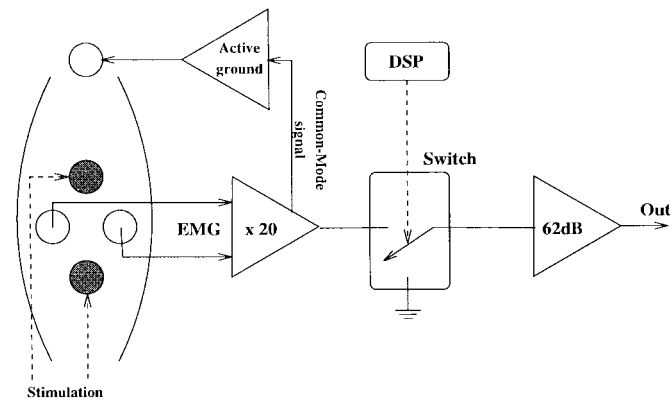 Active
ground
DSP
Common-Mode
signal
Switch
EMG
x 20
62dB
Out
Stimulation